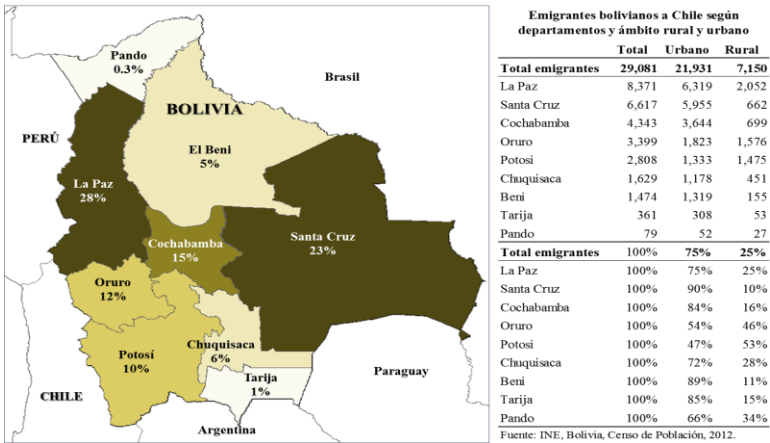 Pando
0.3%
Brasil
BOLIVIA
PERÚ
El Beni
5%
La Paz
28%
Cochabamba
15%
Santa Cruz
23%
Oruro
12%
Potosí
10%
Chuquisaca
6%
Tarija
1%
Paraguay
CHILE
Argentina
Emigrantes bolivianos a Chile según
departamentos y ámbito rural y urbano
Total Urbano Rural
Total emigrantes 29,081 21,931 7,150
La Paz 8,371 6,319 2,052
Santa Cruz 6,617 5,955 662
Cochabamba 4,343 3,644 699
Oruro 3,399 1,823 1,576
Potosi 2,808 1,333 1,475
Chuquisaca 1,629 1,178 451
Beni 1,474 1,319 155
Tarija 361 308 53
Pando 79 52 27
Total emigrantes 100% 75% 25%
La Paz 100% 75% 25%
Santa Cruz 100% 90% 10%
Cochabamba 100% 84% 16%
Oruro 100% 54% 46%
Potosi 100% 47% 53%
Chuquisaca 100% 72% 28%
Beni 100% 89% 11%
Tarija 100% 85% 15%
Pando 100% 66% 34%
Fuente: INE, Bolivia, Censo de Población, 2012.